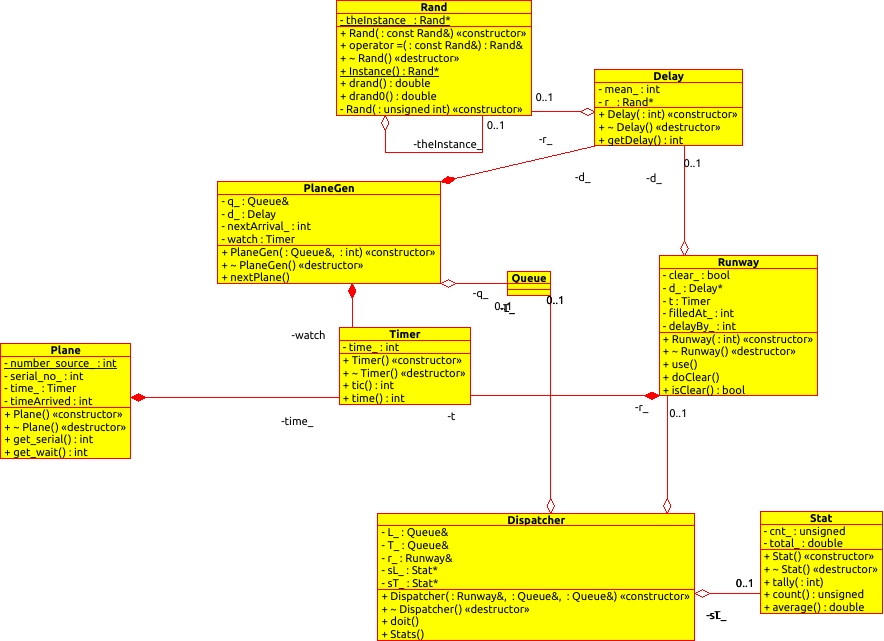 Rand
- theInstance_ : Rand*
+ Rand( : const Rand&) «constructor»
+ operator =( : const Rand&) : Rand&
+ ~ Rand() «destructor»
+ Instance() : Rand*
+ drand() : double
+ drand0() : double
- Rand( : unsigned int) «constructor»
0..1
-theInstance_
0..1
-r_
Delay
- mean_ : int
- r_ : Rand*
+ Delay( : int) «constructor»
+ ~ Delay() «destructor»
+ getDelay() : int
0..1
-d_
-d_
PlaneGen
- q_ : Queue&
- d_ : Delay
- nextArrival_ : int
- watch : Timer
+ PlaneGen( : Queue&, : int) «constructor»
+ ~ PlaneGen() «destructor»
+ nextPlane()
-q_
Queue
0..1
0..1
Runway
- clear_ : bool
- d_ : Delay*
- t : Timer
- filledAt_ : int
- delayBy_ : int
+ Runway( : int) «constructor»
+ ~ Runway() «destructor»
+ use()
+ doClear()
+ isClear() : bool
-watch
Timer
- time_ : int
+ Timer() «constructor»
+ ~ Timer() «destructor»
+ tic() : int
+ time() : int
Plane
- number_source_ : int
- serial_no_ : int
- time_ : Timer
- timeArrived : int
+ Plane() «constructor»
+ ~ Plane() «destructor»
+ get_serial() : int
+ get_wait() : int
-time_
-t
-r_
0..1
Dispatcher
- L_ : Queue&
- T_ : Queue&
- r_ : Runway&
- sL_ : Stat*
- sT_ : Stat*
+ Dispatcher( : Runway&, : Queue&, : Queue&) «constructor»
+ ~ Dispatcher() «destructor»
+ doit()
+ Stats()
0..1
Stat
- cnt_ : unsigned
- total_ : double
+ Stat() «constructor»
+ ~ Stat() «destructor»
+ tally( : int)
+ count() : unsigned
+ average() : double